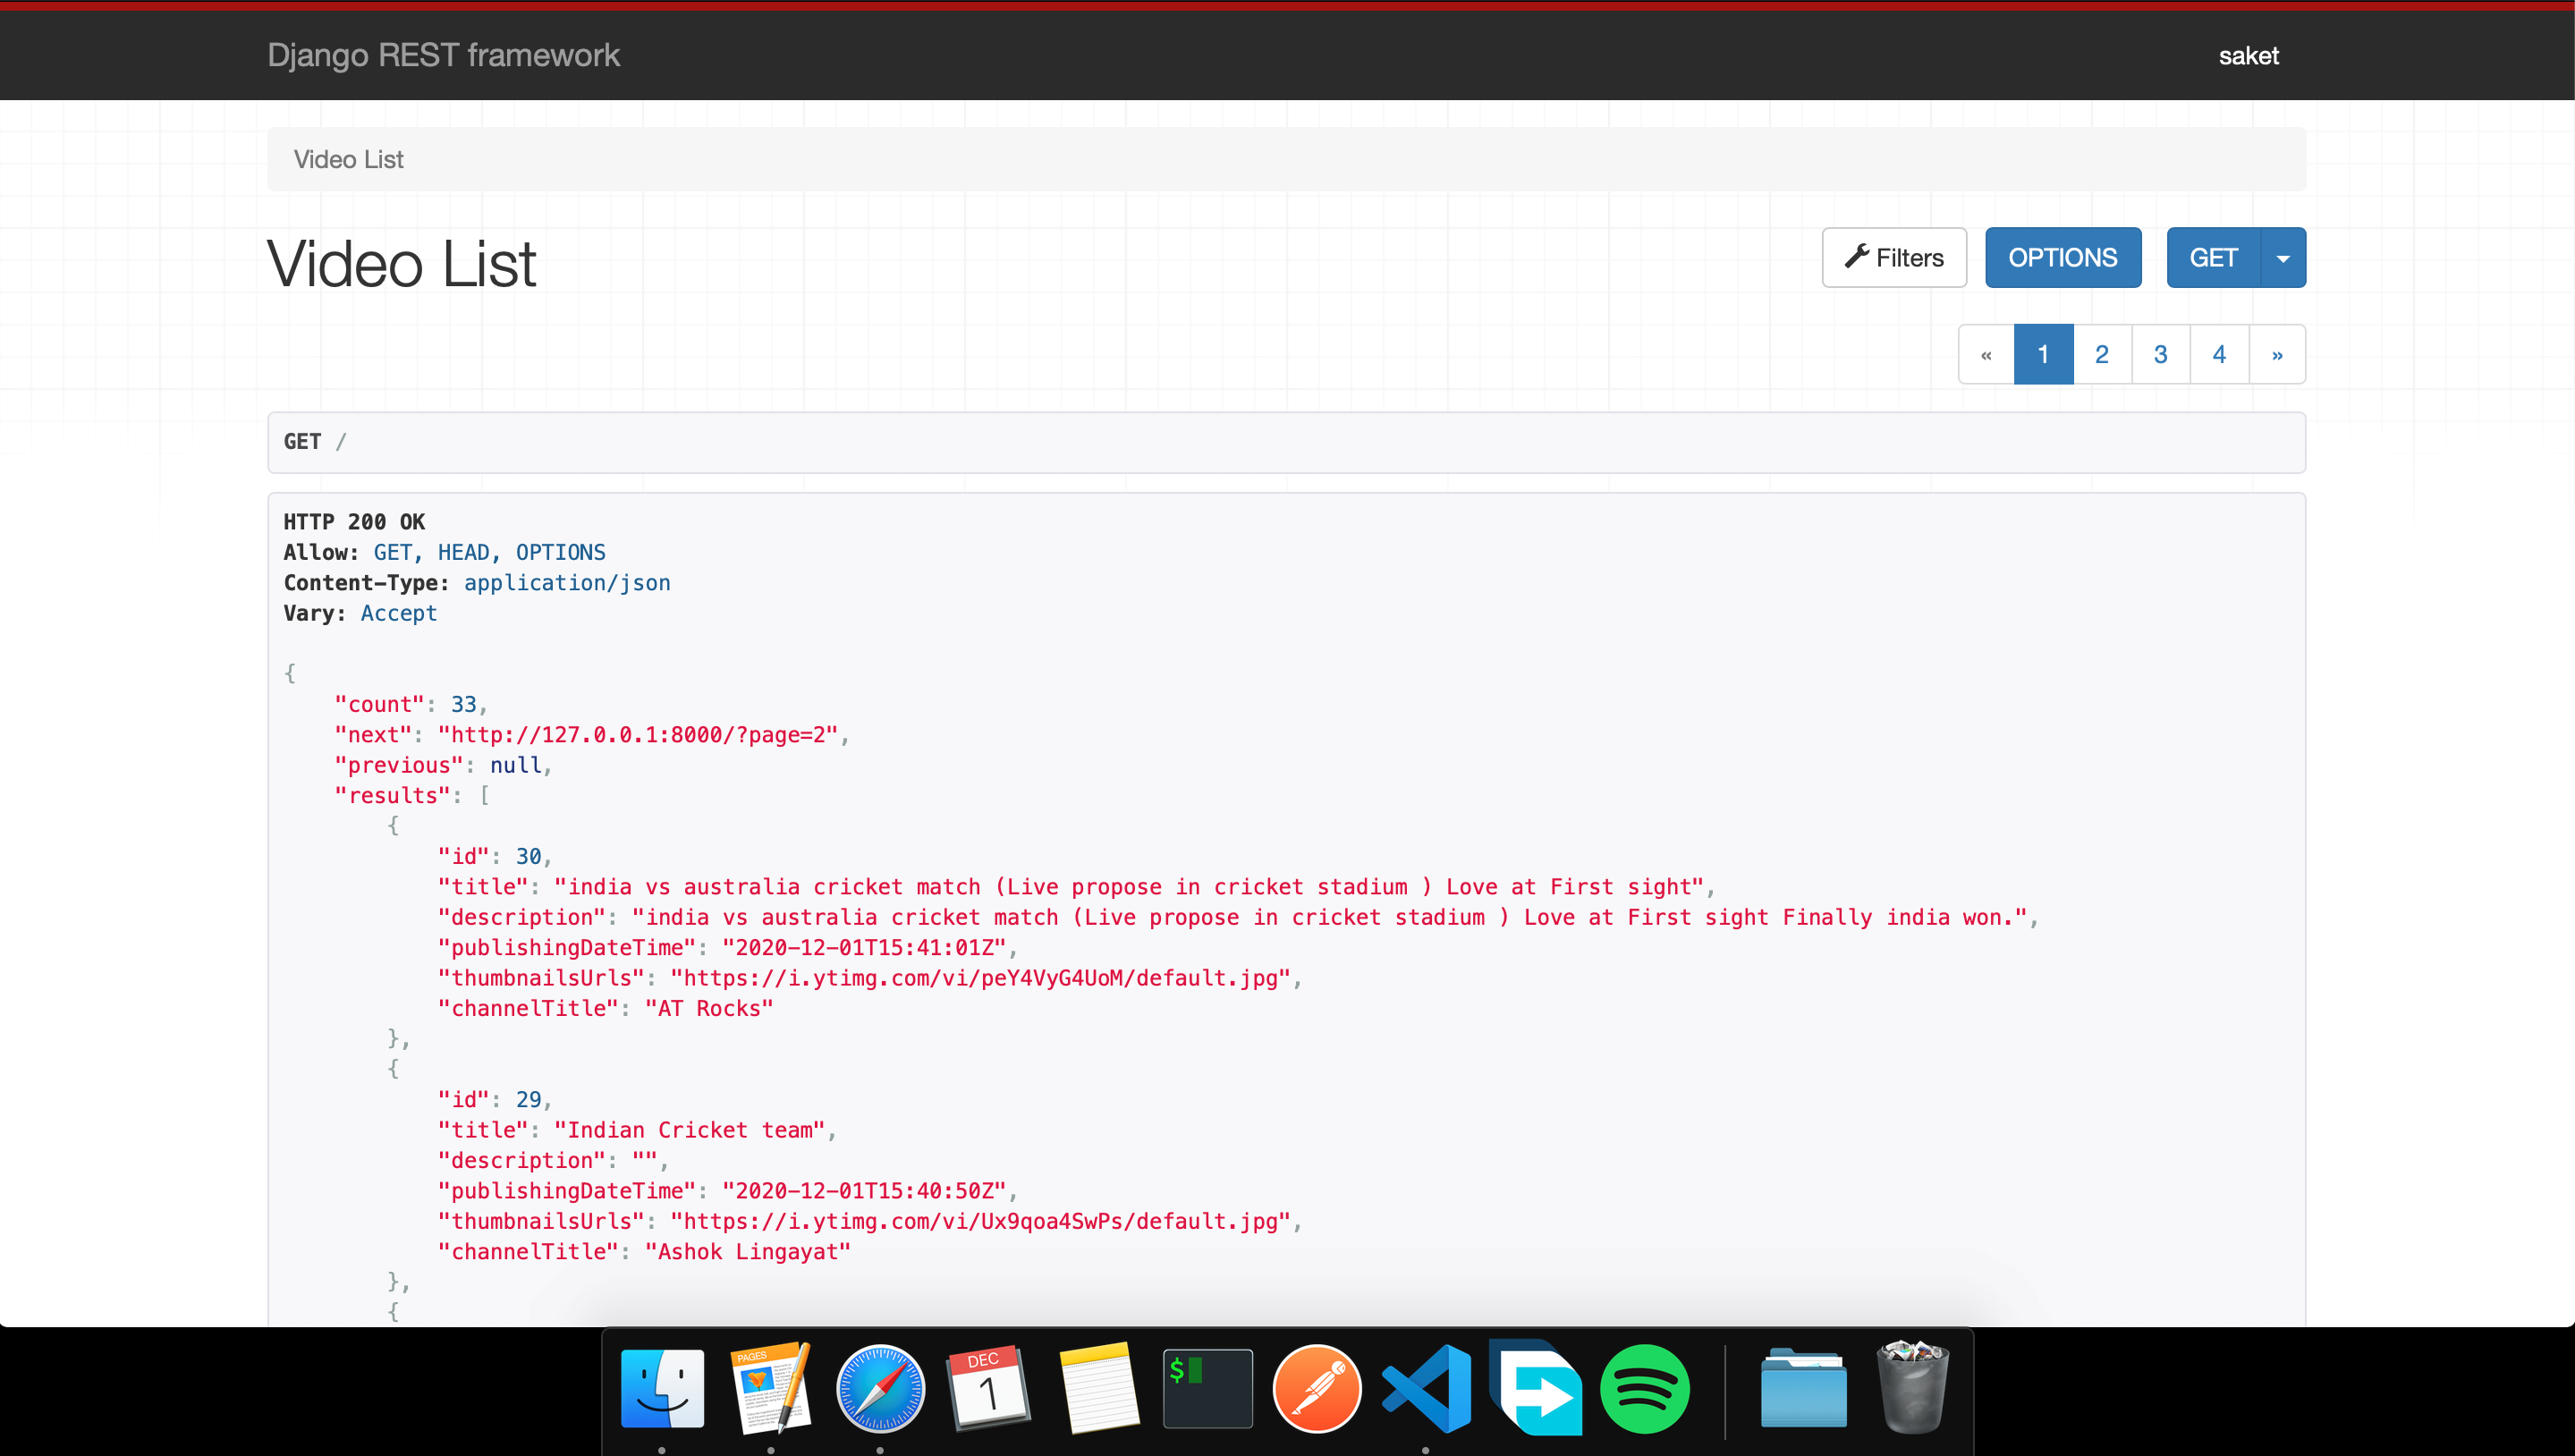 Django REST framework
saket
Video List
Video List
Filters
OPTIONS
GET
« 1 2 3 4 »
GET /
HTTP 200 OK
Allow: GET, HEAD, OPTIONS
Content-Type: application/json
Vary: Accept
{
    "count": 33,
    "next": "http://127.0.0.1:8000/?page=2",
    "previous": null,
    "results": [
        {
            "id": 30,
            "title": "india vs australia cricket match (Live propose in cricket stadium ) Love at First sight",
            "description": "india vs australia cricket match (Live propose in cricket stadium ) Love at First sight Finally india won.",
            "publishingDateTime": "2020-12-01T15:41:01Z",
            "thumbnailsUrls": "https://i.ytimg.com/vi/peY4VyG4UoM/default.jpg",
            "channelTitle": "AT Rocks"
        },
        {
            "id": 29,
            "title": "Indian Cricket team",
            "description": "",
            "publishingDateTime": "2020-12-01T15:40:50Z",
            "thumbnailsUrls": "https://i.ytimg.com/vi/Ux9qoa4SwPs/default.jpg",
            "channelTitle": "Ashok Lingayat"
        },
        {
PAGES
DEC
1
$